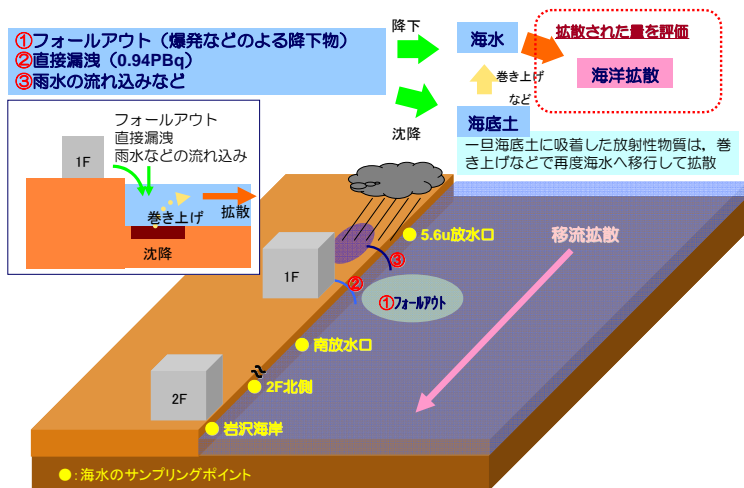 ①フォールアウト（爆発などのよる降下物）
②直接漏洩（0.94PBq）
③雨水の流れ込みなど
降下
海水
拡散された量を評価
海洋拡散
巻き上げ
など
沈降
海底土
一旦海底土に吸着した放射性物質は，巻
き上げなどで再度海水へ移行して拡散
フォールアウト
直接漏洩
雨水などの流れ込み
1F
巻き上げ
拡散
沈降
5.6u放水口
移流拡散
③
1F
②
①フォールアウト
南放水口
2F北側
2F
岩沢海岸
●：海水のサンプリングポイント